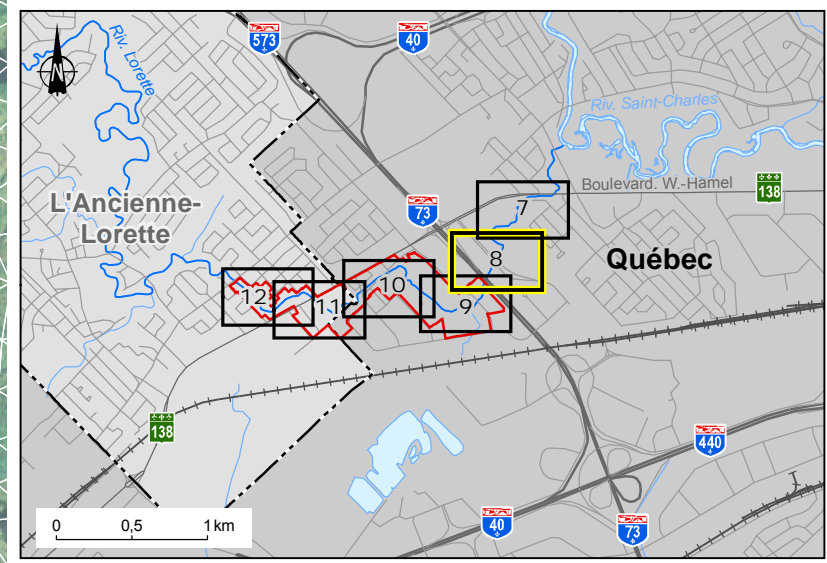 573
40
Riv. Lorette
Riv. Saint-Charles
Boulevard. W.-Hamel
138
7
73
L'Ancienne-
Lorette
8
Québec
12
11
10
9
138
440
0 0,5 1 km
40
73